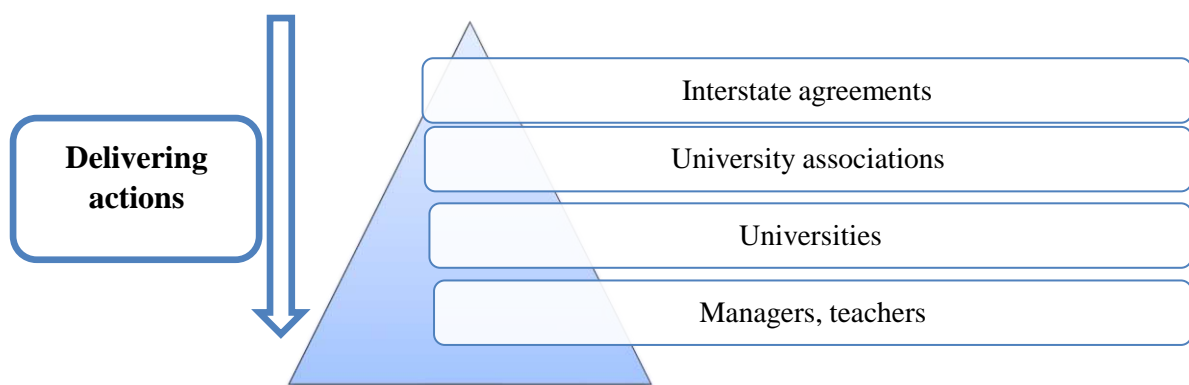 Delivering
actions
Interstate agreements
University associations
Universities
Managers, teachers